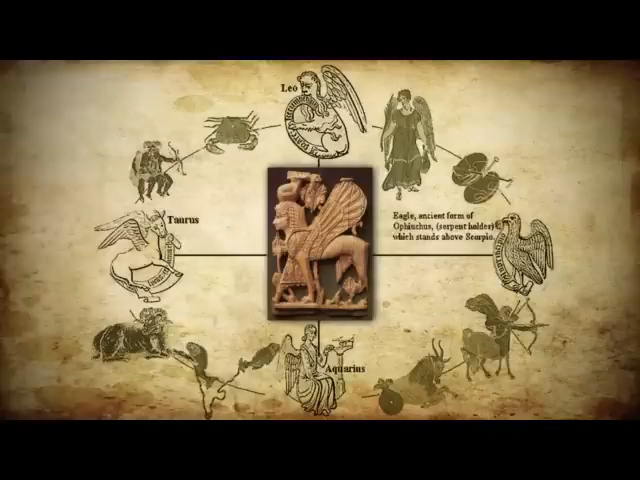 Leo
Taurus
Eagle, ancient form of
Ophiuchus, (serpent holder)
which stands above Scorpio.
Aquarius